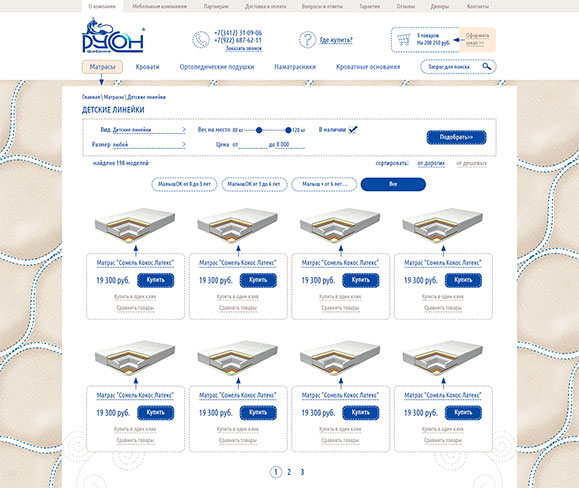 О компании Мебельным компаниям Партнерам Доставка и оплата Вопросы и ответы Гарантия Отзывы Дилеры Контакты
РУСОН
+7(3412) 31-09-06
+7(922) 687-62-11
Заказать звонок
Где купить?
5 товаров
На 208 250 руб.
Оформить
заказ >>
Матрасы Кровати Ортопедические подушки Наматрасники Кроватные основания Запрос для поиска
Главная \ Матрасы \ Детские линейки
ДЕТСКИЕ ЛИНЕЙКИ
Вид Детские линейки Вес на место 80 кг 120 кг В наличии
Размер любой Цена от до 8 000
Подобрать>>
найдено 198 моделей сортировать: от дорогих от дешевых
МалышОК от 0 до 3 лет МалышОК от 3 до 6 лет Малыш + от 6 лет.... Все
Матрас "Сомель Кокос Латекс" Матрас "Сомель Кокос Латекс" Матрас "Сомель Кокос Латекс" Матрас "Сомель Кокос Латекс"
19 300 руб. Купить 19 300 руб. Купить 19 300 руб. Купить 19 300 руб. Купить
Купить в один клик Купить в один клик Купить в один клик Купить в один клик
Сравнить товары Сравнить товары Сравнить товары Сравнить товары
Матрас "Сомель Кокос Латекс" Матрас "Сомель Кокос Латекс" Матрас "Сомель Кокос Латекс" Матрас "Сомель Кокос Латекс"
19 300 руб. Купить 19 300 руб. Купить 19 300 руб. Купить 19 300 руб. Купить
Купить в один клик Купить в один клик Купить в один клик Купить в один клик
Сравнить товары Сравнить товары Сравнить товары Сравнить товары
1 2 3